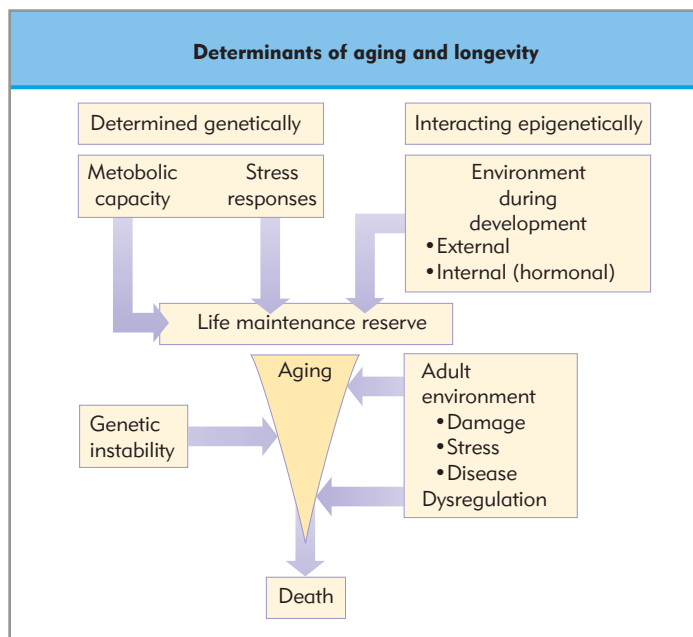 Determinants of aging and longevity
Determined genetically
Interacting epigenetically
Metobolic
capacity
Stress
responses
Environment
during
development
•External
•Internal (hormonal)
Life maintenance reserve
Aging
Genetic
instability
Adult
environment
•Damage
•Stress
•Disease
Dysregulation
Death